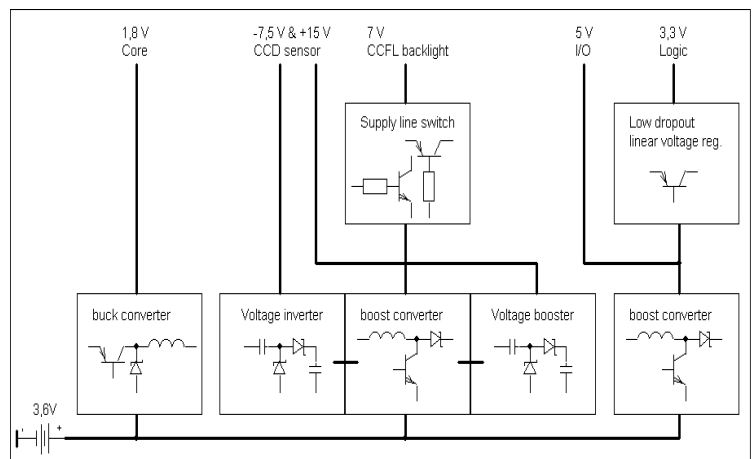 1,8 V
Core
-7,5 V & +15 V
CCD sensor
7 V
CCFL backlight
5 V
I/O
3,3 V
Logic
Supply line switch
Low dropout
linear voltage reg.
buck converter
Voltage inverter
boost converter
Voltage booster
boost converter
3,6V
- +